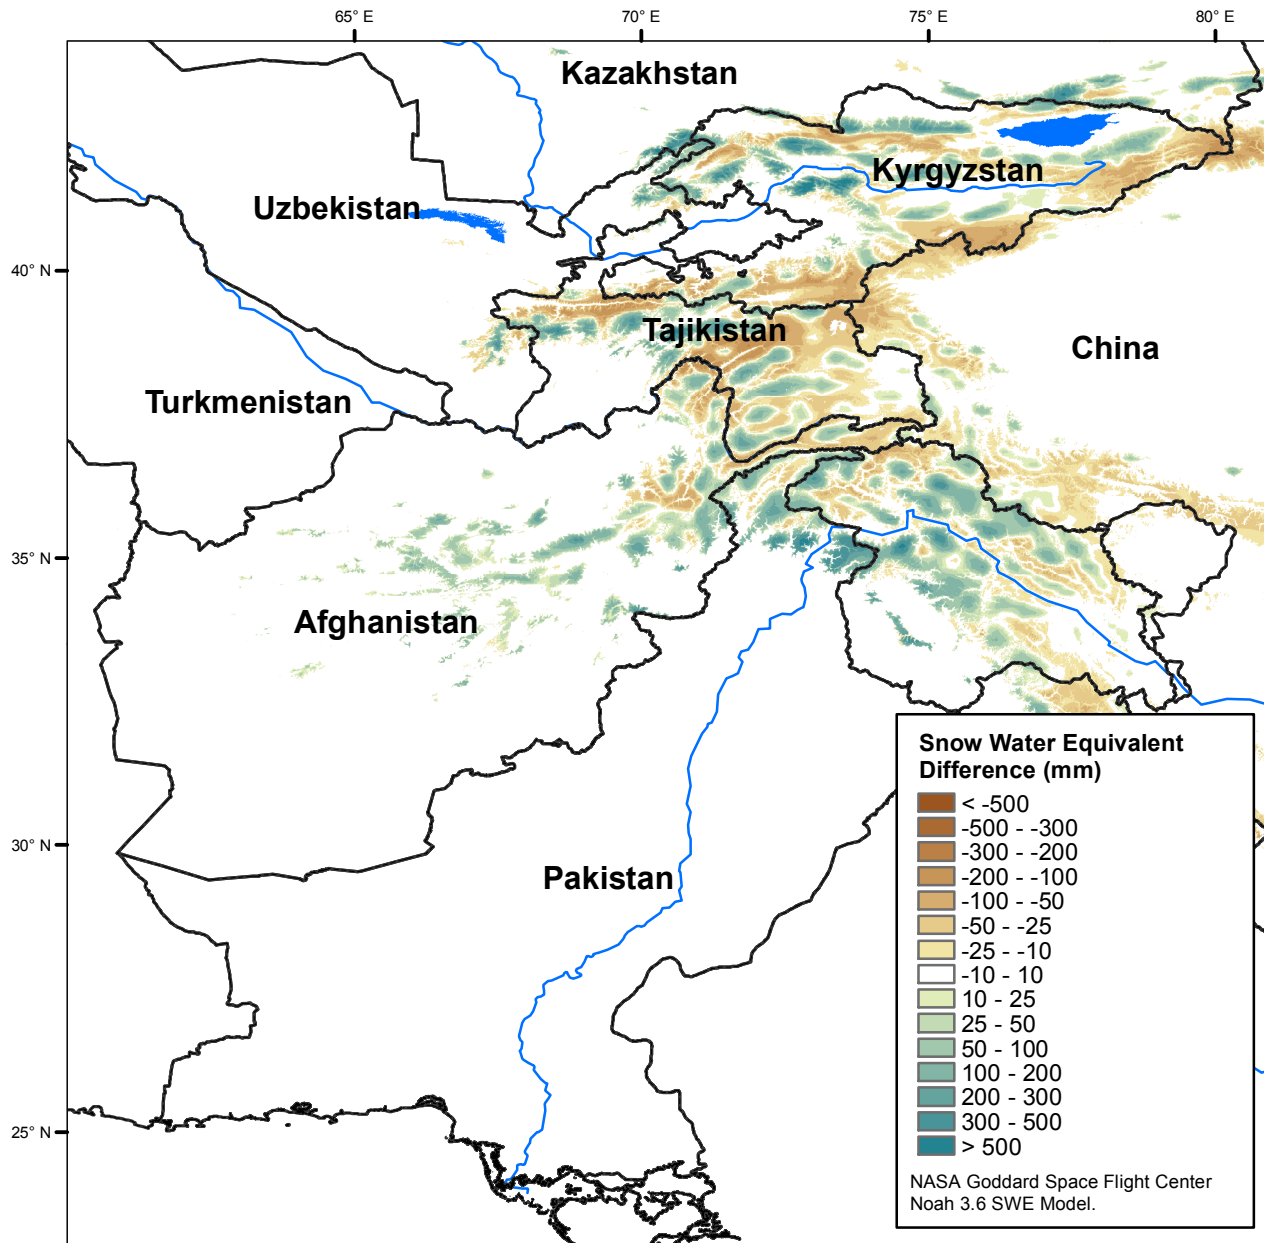 65° E
70° E
75° E
80° E
Kazakhstan
Kyrgyzstan
Uzbekistan
40° N
Tajikistan
China
Turkmenistan
35° N
Afghanistan
Snow Water Equivalent
Difference (mm)
< -500
-500 - -300
-300 - -200
-200 - -100
-100 - -50
-50 - -25
-25 - -10
-10 - 10
10 - 25
25 - 50
50 - 100
100 - 200
200 - 300
300 - 500
> 500
30° N
Pakistan
25° N
NASA Goddard Space Flight Center
Noah 3.6 SWE Model.